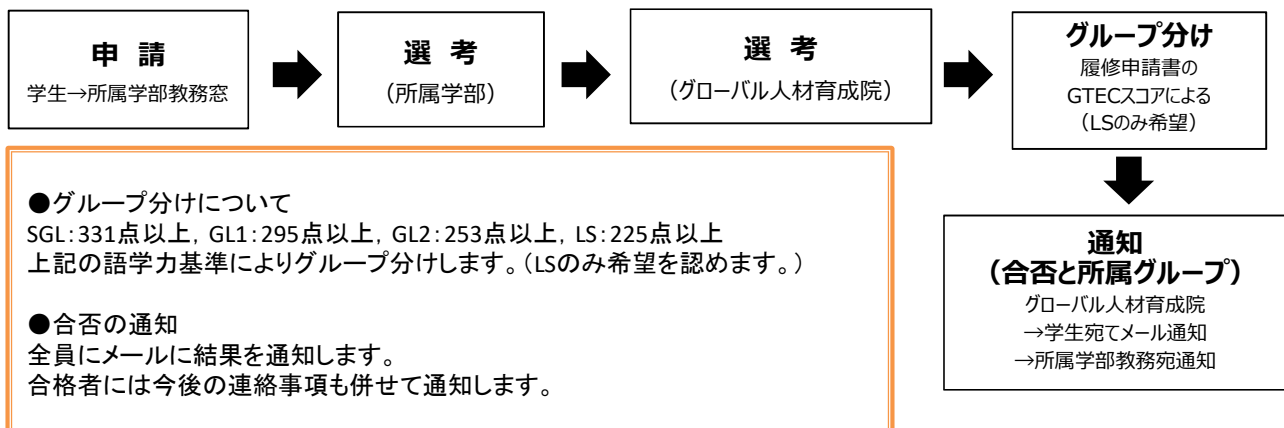 申 請
学生→所属学部教務窓
選 考
(所属学部)
選 考
(グローバル人材育成院)
グループ分け
履修申請書の
GTECスコアによる
(LSのみ希望)
通知
(合否と所属グループ)
グローバル人材育成院
→学生宛てメール通知
→所属学部教務宛通知
●グループ分けについて
SGL:331点以上, GL1:295点以上, GL2:253点以上, LS:225点以上
上記の語学力基準によりグループ分けします。(LSのみ希望を認めます。)
●合否の通知
全員にメールに結果を通知します。
合格者には今後の連絡事項も併せて通知します。